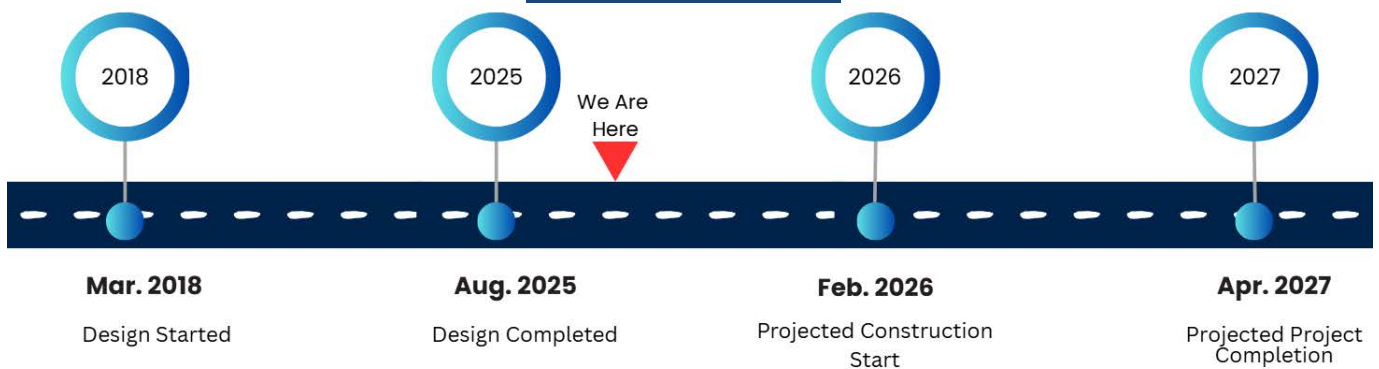 2018
2025
We Are
Here
2026
2027
Mar. 2018
Design Started
Aug. 2025
Design Completed
Feb. 2026
Projected Construction
Start
Apr. 2027
Projected Project
Completion